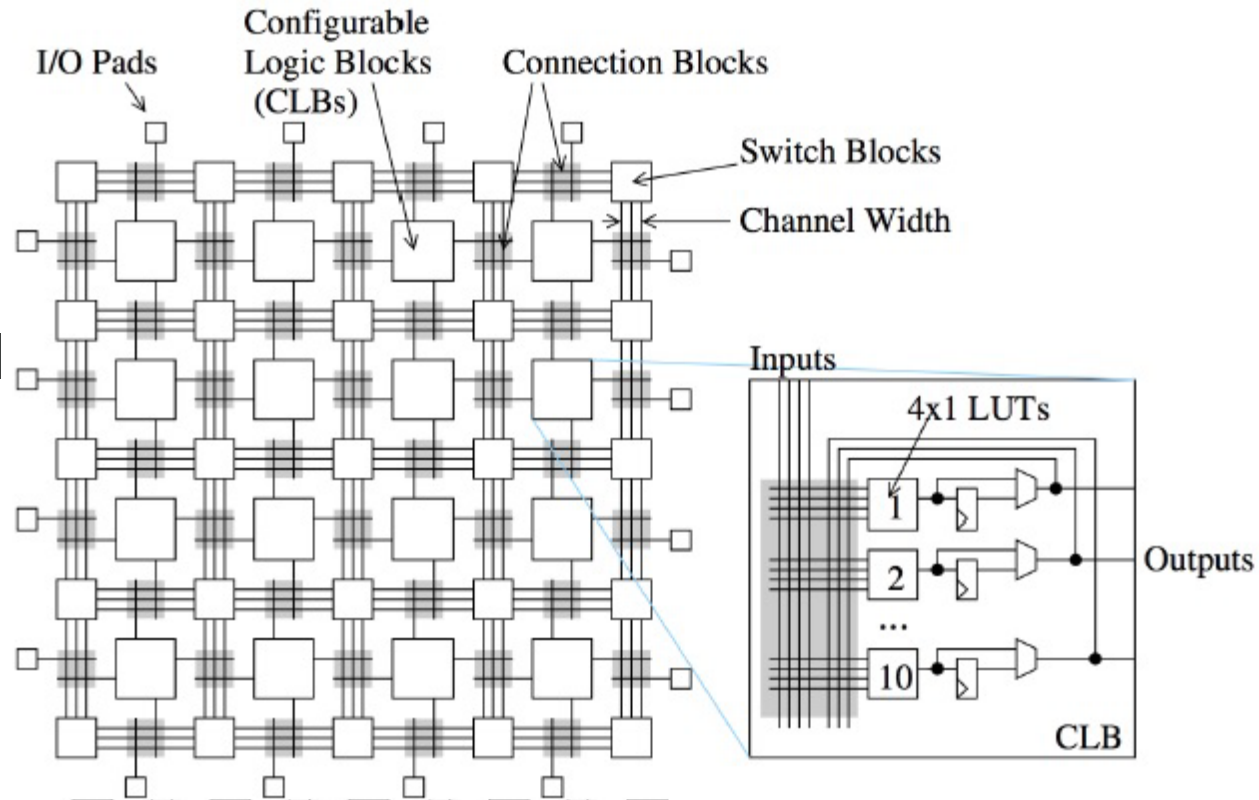 Configurable
I/O Pads
Logic Blocks
Connection Blocks
(CLBs)
Switch Blocks
Channel Width
Inputs
4x1 LUTs
1
2
...
10
Outputs
CLB